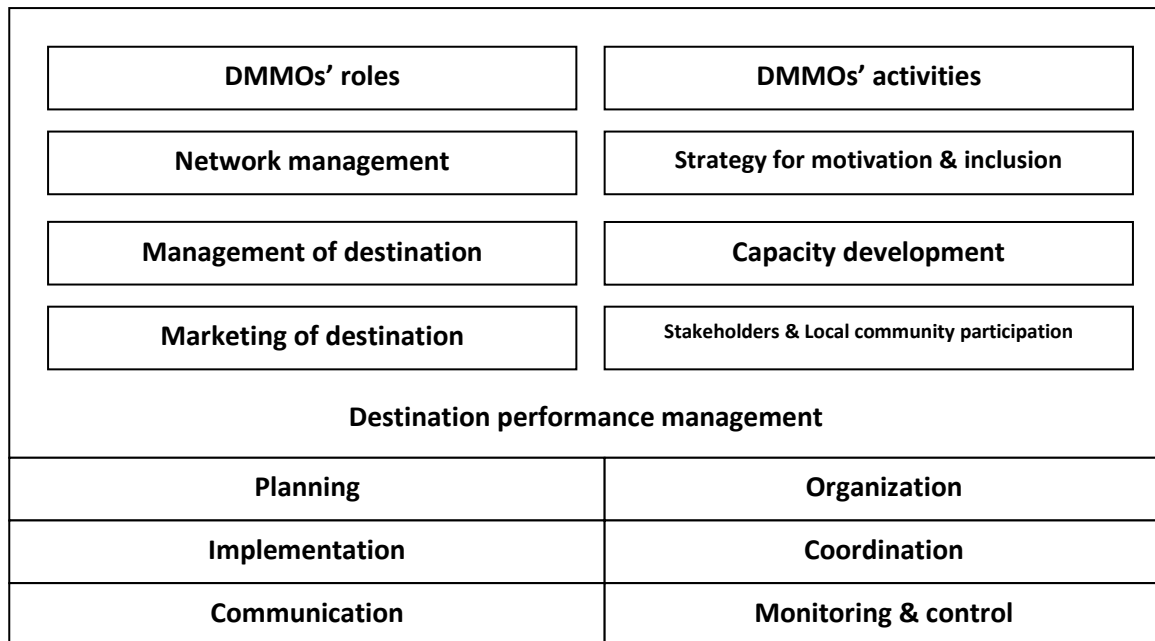 DMMOs’ roles
DMMOs’ activities
Network management
Strategy for motivation & inclusion
Management of destination
Capacity development
Marketing of destination
Stakeholders & Local community participation
Destination performance management
Planning
Organization
Implementation
Coordination
Communication
Monitoring & control